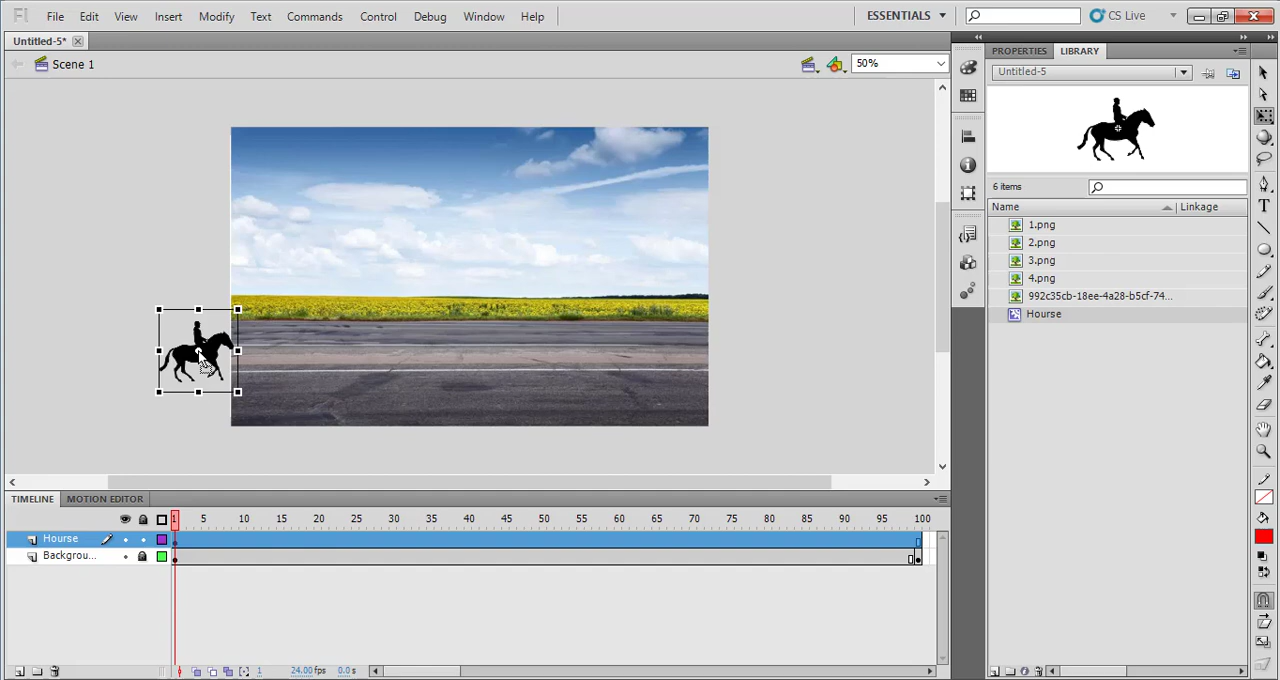 Fl File Edit View Insert Modify Text Commands Control Debug Window Help ESSENTIALS CS Live
Untitled-5*
Scene 1 50%
PROPERTIES LIBRARY
Untitled-5
6 items
Name Linkage
1.png
2.png
3.png
4.png
992c35cb-18ee-4a28-b5cf-74...
Hourse
TIMELINE MOTION EDITOR
1 5 10 15 20 25 30 35 40 45 50 55 60 65 70 75 80 85 90 95 100
Hourse
Backgrou...
1 24.00 fps 0.0 s